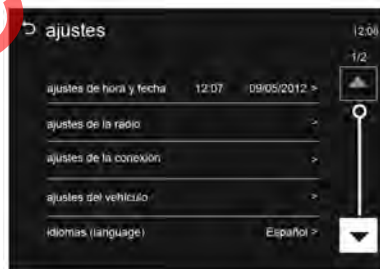 ajustes
12:06
1/2
ajustes de hora y fecha 12:07 09/05/2012 >
ajustes de la radio >
ajustes de la conexión >
ajustes del vehículo >
idiomas (language) Español >